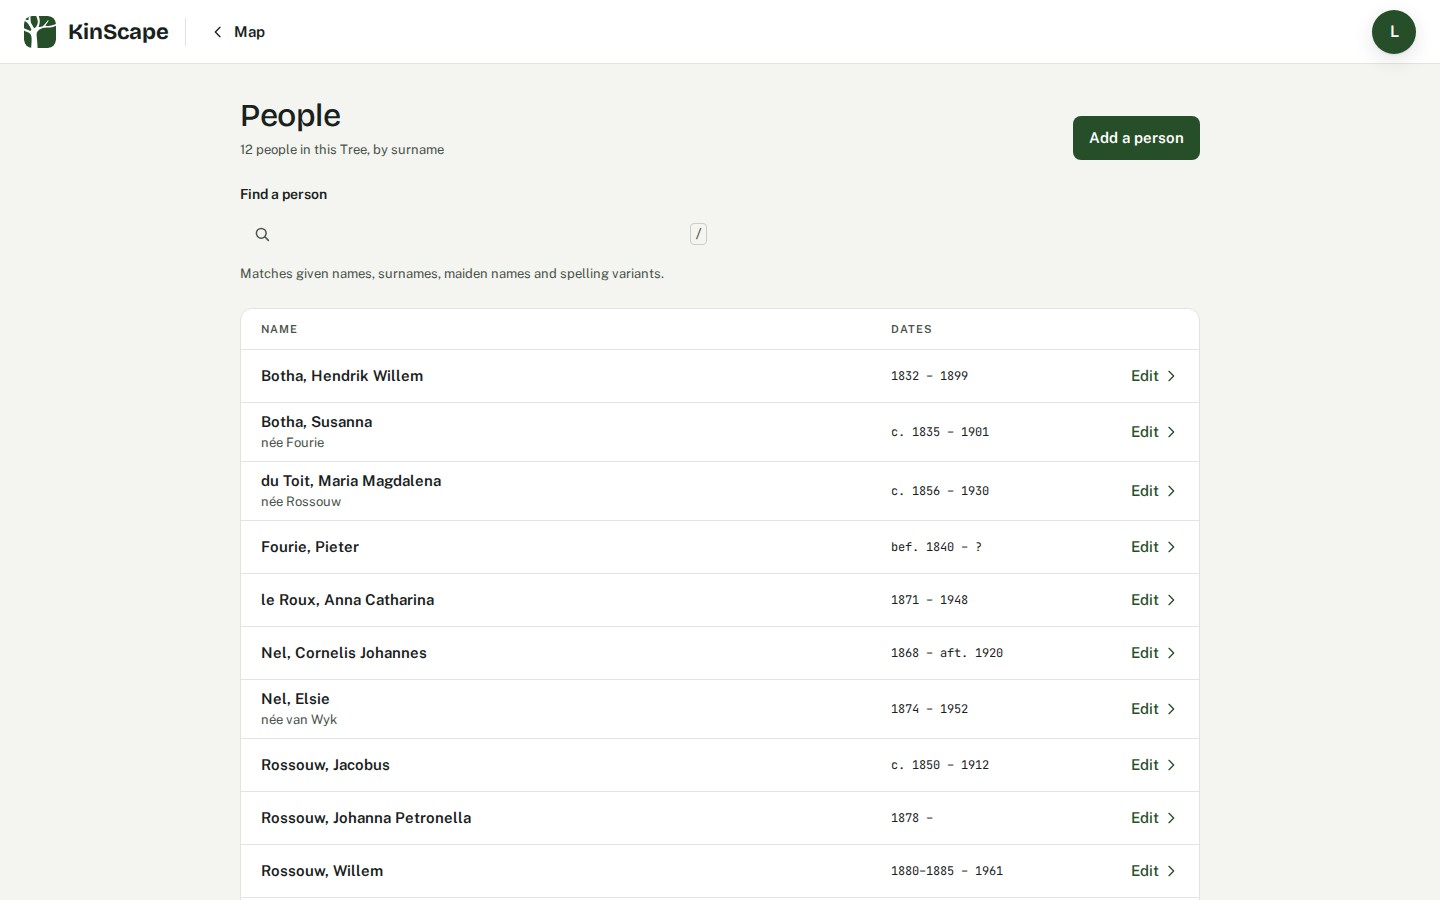 KinScape
Map
L
People
12 people in this Tree, by surname
Add a person
Find a person
/
Matches given names, surnames, maiden names and spelling variants.
NAME DATES
Botha, Hendrik Willem 1832 – 1899 Edit
Botha, Susanna
née Fourie
c. 1835 – 1901 Edit
du Toit, Maria Magdalena
née Rossouw
c. 1856 – 1930 Edit
Fourie, Pieter bef. 1840 – ? Edit
le Roux, Anna Catharina 1871 – 1948 Edit
Nel, Cornelis Johannes 1868 – aft. 1920 Edit
Nel, Elsie
née van Wyk
1874 – 1952 Edit
Rossouw, Jacobus c. 1850 – 1912 Edit
Rossouw, Johanna Petronella 1878 – Edit
Rossouw, Willem 1880–1885 – 1961 Edit